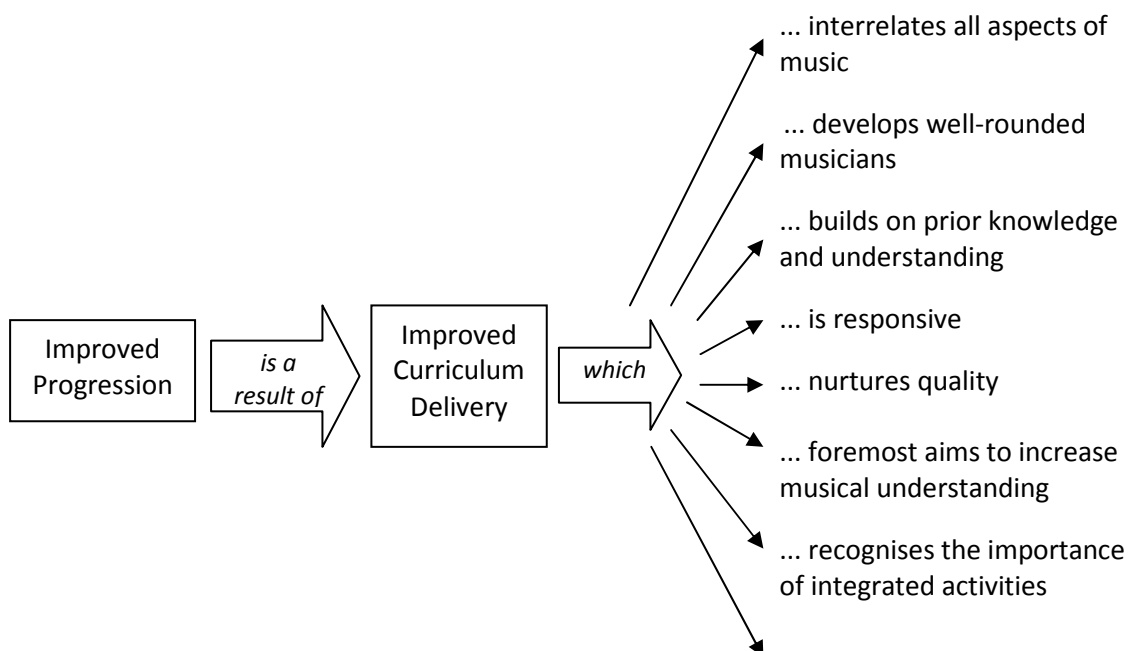 ... interrelates all aspects of
music
... develops well-rounded
musicians
... builds on prior knowledge
and understanding
Improved
Progression
is a
result of
Improved
Curriculum
Delivery
which
... is responsive
... nurtures quality
... foremost aims to increase
musical understanding
... recognises the importance
of integrated activities